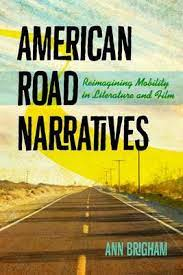 AMERICAN
ROAD
NARRATIVES
Reimagining Mobility
in Literature and Film
ANN BRIGHAM